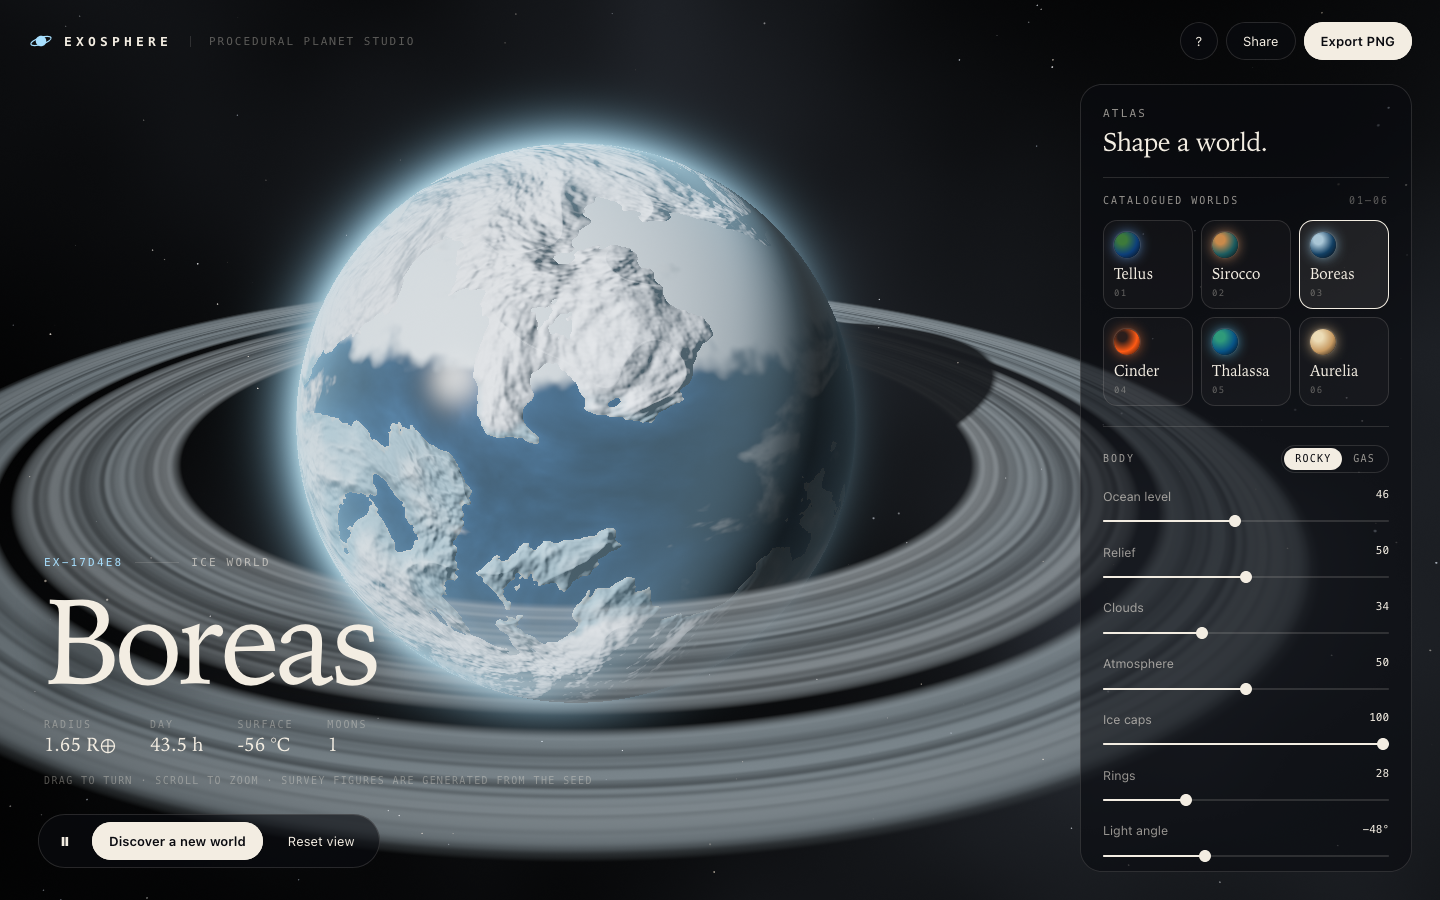 EXOSPHERE
PROCEDURAL PLANET STUDIO
?
Share
Export PNG
ATLAS
Shape a world.
CATALOGUED WORLDS
01—06
Tellus
01
Sirocco
02
Boreas
03
Cinder
04
Thalassa
05
Aurelia
06
BODY
ROCKY
GAS
Ocean level
46
Relief
50
Clouds
34
Atmosphere
50
Ice caps
100
Rings
28
Light angle
−48°
EX-17D4E8
ICE WORLD
Boreas
RADIUS
1.65 R⊕
DAY
43.5 h
SURFACE
-56 °C
MOONS
1
DRAG TO TURN · SCROLL TO ZOOM · SURVEY FIGURES ARE GENERATED FROM THE SEED
Discover a new world
Reset view